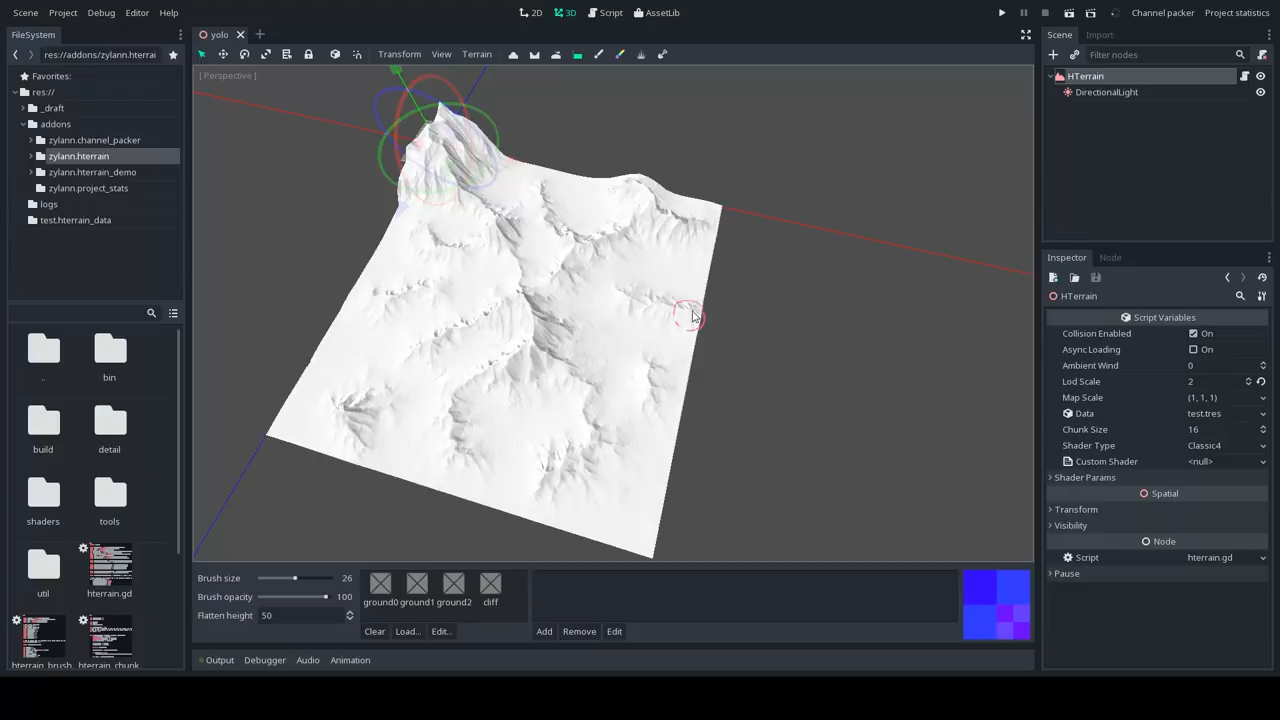 Scene Project Debug Editor Help
2D 3D Script AssetLib
Channel packer Project statistics
FileSystem
res://addons/zylann.hterrai
Favorites:
res://
_draft
addons
zylann.channel_packer
zylann.hterrain
zylann.hterrain_demo
zylann.project_stats
logs
test.hterrain_data
..
bin
build
detail
shaders
tools
util
hterrain.gd
hterrain_brush
hterrain_chunk
yolo
Transform View Terrain
[ Perspective ]
Brush size 26
Brush opacity 100
Flatten height 50
ground0 ground1 ground2 cliff
Clear Load... Edit...
Add Remove Edit
Output Debugger Audio Animation
Scene Import
Filter nodes
HTerrain
DirectionalLight
Inspector Node
HTerrain
Script Variables
Collision Enabled On
Async Loading On
Ambient Wind 0
Lod Scale 2
Map Scale (1, 1, 1)
Data test.tres
Chunk Size 16
Shader Type Classic4
Custom Shader <null>
Shader Params
Spatial
Transform
Visibility
Node
Script hterrain.gd
Pause